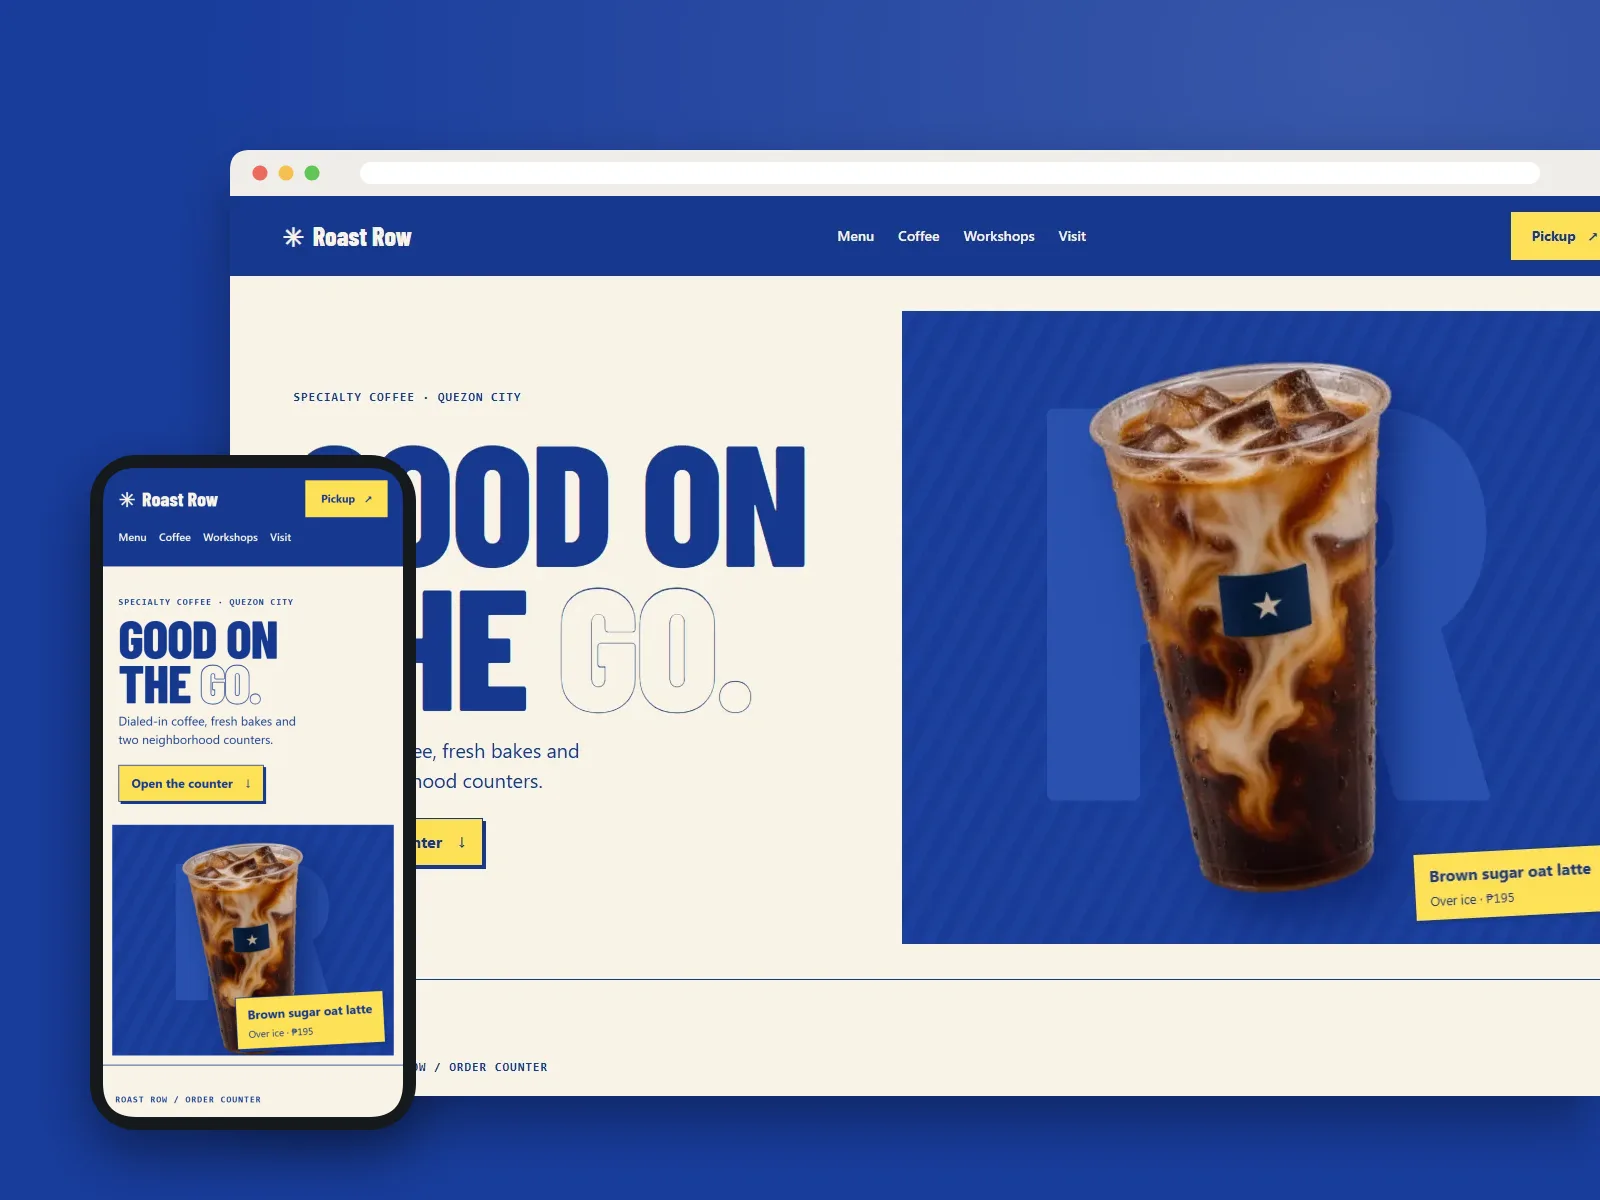 Roast Row
Menu Coffee Workshops Visit
Pickup ↗
SPECIALTY COFFEE · QUEZON CITY
GOOD ON
HE GO.
ee, fresh bakes and
hood counters.
nter ↓
Brown sugar oat latte
Over ice · ₱195
OW / ORDER COUNTER
Roast Row
Pickup ↗
Menu Coffee Workshops Visit
SPECIALTY COFFEE · QUEZON CITY
GOOD ON
THE GO.
Dialed-in coffee, fresh bakes and
two neighborhood counters.
Open the counter ↓
R
Brown sugar oat latte
Over ice · ₱195
ROAST ROW / ORDER COUNTER